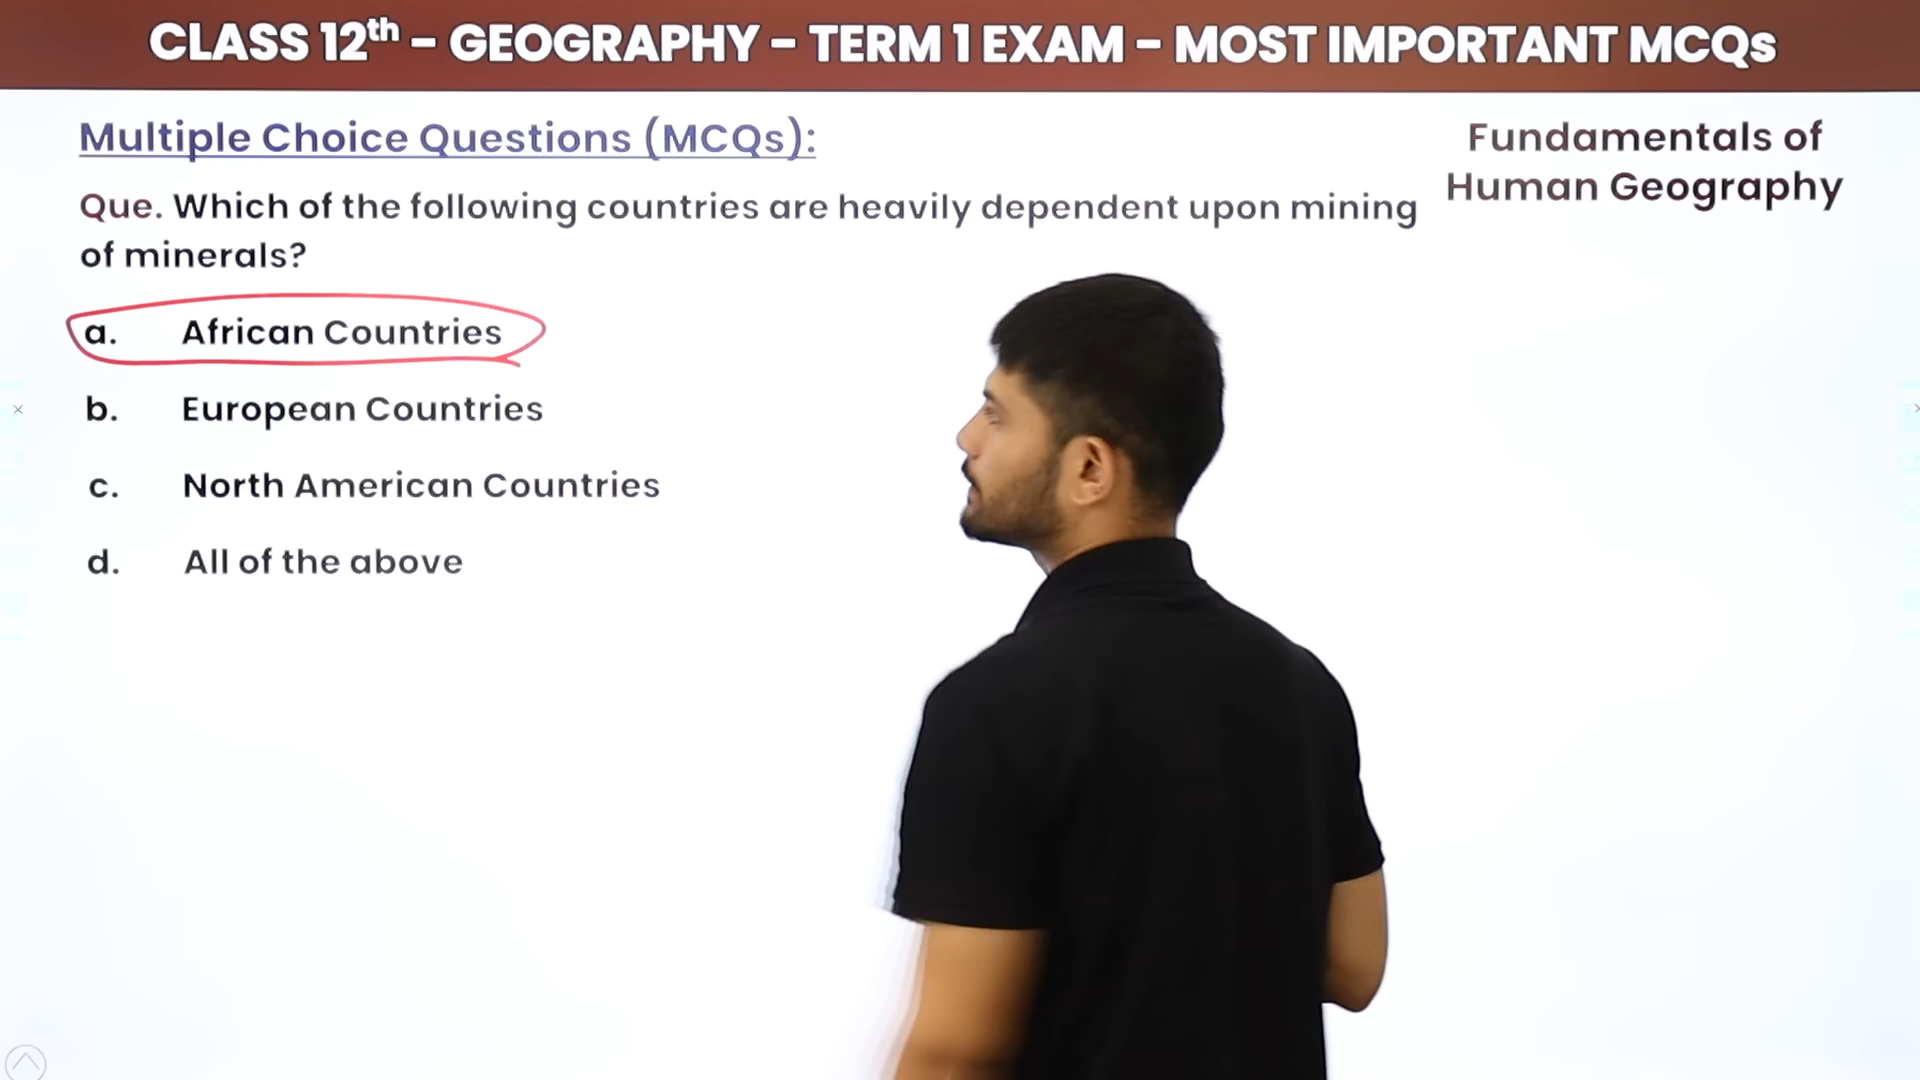 CLASS 12th - GEOGRAPHY - TERM 1 EXAM - MOST IMPORTANT MCQs
Multiple Choice Questions (MCQs):
Fundamentals of
Human Geography
Que. Which of the following countries are heavily dependent upon mining
of minerals?
a. African Countries
b. European Countries
c. North American Countries
d. All of the above